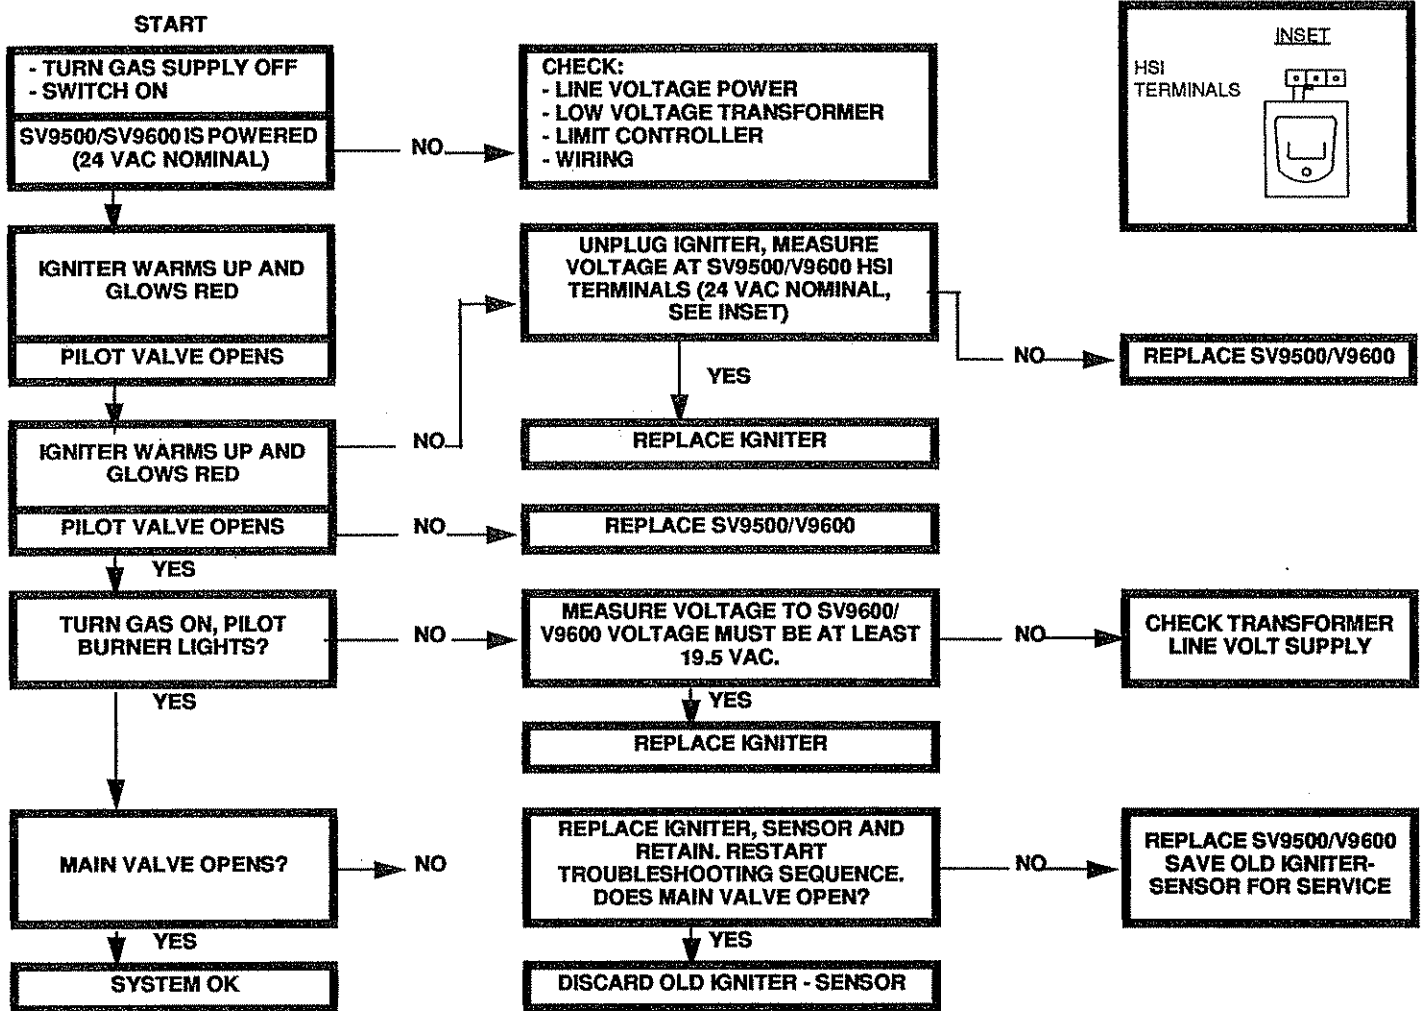 START
- TURN GAS SUPPLY OFF
- SWITCH ON
SV9500/SV9600 IS POWERED
(24 VAC NOMINAL)
NO
CHECK:
- LINE VOLTAGE POWER
- LOW VOLTAGE TRANSFORMER
- LIMIT CONTROLLER
- WIRING
INSET
HSI
TERMINALS
IGNITER WARMS UP AND
GLOWS RED
PILOT VALVE OPENS
UNPLUG IGNITER, MEASURE
VOLTAGE AT SV9500/V9600 HSI
TERMINALS (24 VAC NOMINAL,
SEE INSET)
NO
REPLACE SV9500/V9600
YES
REPLACE IGNITER
IGNITER WARMS UP AND
GLOWS RED
NO
PILOT VALVE OPENS
NO
REPLACE SV9500/V9600
YES
TURN GAS ON, PILOT
BURNER LIGHTS?
NO
MEASURE VOLTAGE TO SV9600/
V9600 VOLTAGE MUST BE AT LEAST
19.5 VAC.
NO
CHECK TRANSFORMER
LINE VOLT SUPPLY
YES
YES
REPLACE IGNITER
MAIN VALVE OPENS?
NO
REPLACE IGNITER, SENSOR AND
RETAIN. RESTART
TROUBLESHOOTING SEQUENCE.
DOES MAIN VALVE OPEN?
NO
REPLACE SV9500/V9600
SAVE OLD IGNITER-
SENSOR FOR SERVICE
YES
YES
SYSTEM OK
DISCARD OLD IGNITER - SENSOR